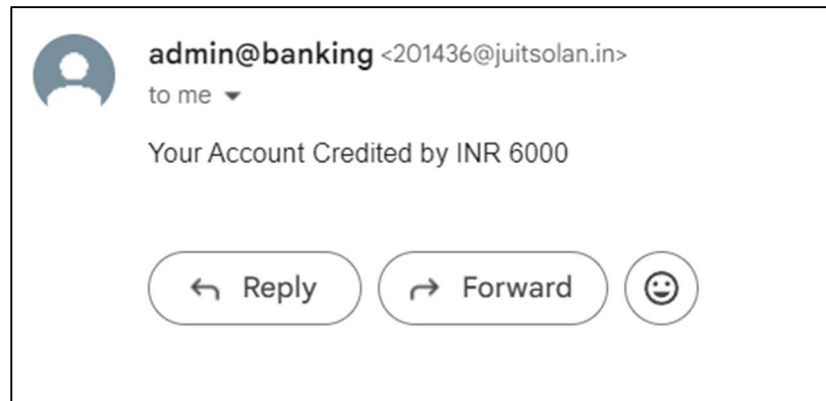 admin@banking <201436@juitsolan.in>
to me
Your Account Credited by INR 6000
Reply Forward